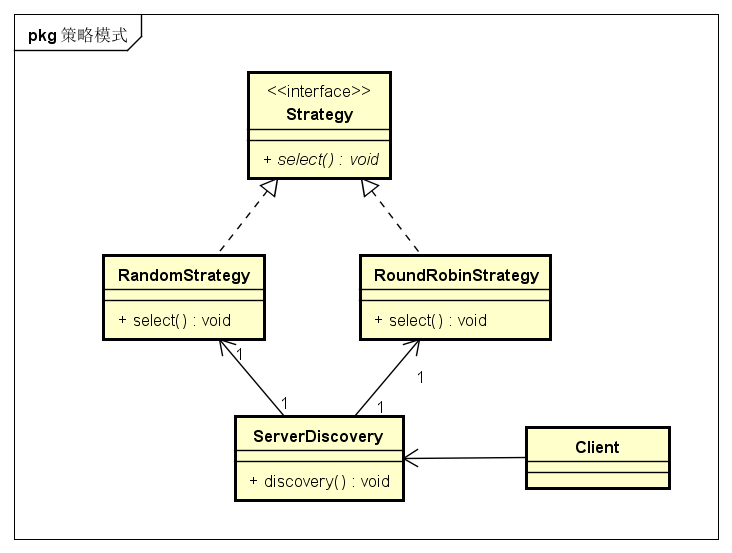 pkg 策略模式
<<interface>>
Strategy
+ select() : void
RandomStrategy
+ select() : void
RoundRobinStrategy
+ select() : void
1
1
1
1
ServerDiscovery
+ discovery() : void
Client